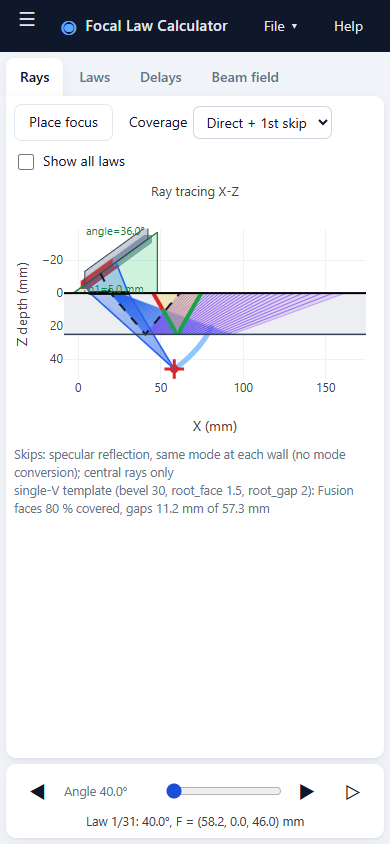 Focal Law Calculator File Help
Rays Laws Delays Beam field
Place focus Coverage Direct + 1st skip
Show all laws
Ray tracing X-Z
angle=36.0°
−20
0
20
40
Z depth (mm)
0 50 100 150
X (mm)
Skips: specular reflection, same mode at each wall (no mode
conversion); central rays only
single-V template (bevel 30, root_face 1.5, root_gap 2): Fusion
faces 80 % covered, gaps 11.2 mm of 57.3 mm
Angle 40.0°
Law 1/31: 40.0°, F = (58.2, 0.0, 46.0) mm